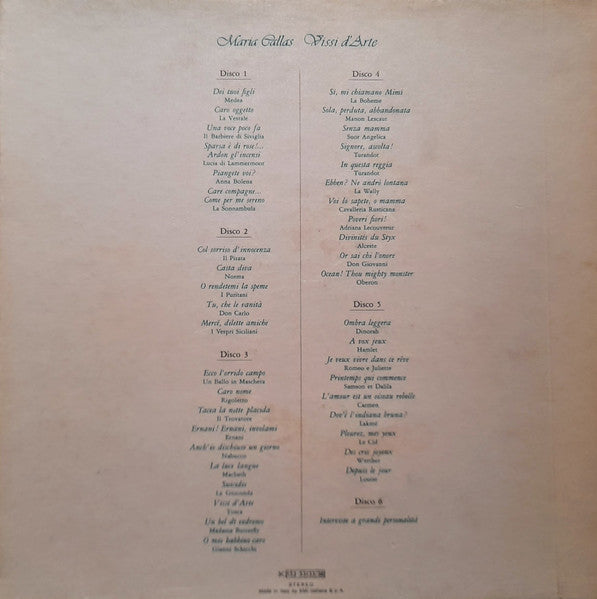 Maria Callas Vissi d'Arte
Disco 1
Dei tuoi figli
Medea
Caro oggetto
La Vestale
Una voce poco fa
Il Barbiere di Siviglia
Sparsa è di rose!...
Ardon gl'incensi
Lucia di Lammermoor
Piangete voi?
Anna Bolena
Care compagne...
Come per me sereno
La Sonnambula
Disco 2
Col sorriso d'innocenza
Il Pirata
Casta diva
Norma
O rendetemi la speme
I Puritani
Tu, che le vanità
Don Carlo
Mercè, dilette amiche
I Vespri Siciliani
Disco 3
Ecco l'orrido campo
Un Ballo in Maschera
Caro nome
Rigoletto
Tacea la notte placida
Il Trovatore
Ernani! Ernani, involami
Ernani
Anch'io dischiuso un giorno
Nabucco
La luce langue
Macbeth
Suicidio
La Gioconda
Vissi d'Arte
Tosca
Un bel dì vedremo
Madama Butterfly
O mio babbino caro
Gianni Schicchi
Disco 4
Sì, mi chiamano Mimì
La Boheme
Sola, perduta, abbandonata
Manon Lescaut
Senza mamma
Suor Angelica
Signore, ascolta!
Turandot
In questa reggia
Turandot
Ebben? Ne andrò lontana
La Wally
Voi lo sapete, o mamma
Cavalleria Rusticana
Poveri fiori!
Adriana Lecouvreur
Divinités du Styx
Alceste
Or sai chi l'onore
Don Giovanni
Ocean! Thou mighty monster
Oberon
Disco 5
Ombra leggera
Dinorah
A vos jeux
Hamlet
Je veux vivre dans ce rêve
Romeo e Juliette
Printemps qui commence
Samson et Dalila
L'amour est un oiseau rebelle
Carmen
Dov'è l'indiana bruna?
Lakmé
Pleurez, mes yeux
Le Cid
Des cris joyeux
Werther
Depuis le jour
Louise
Disco 6
Interviste a grande personalità
STEREO
Made in Italy by EMI Italiana S.p.A.